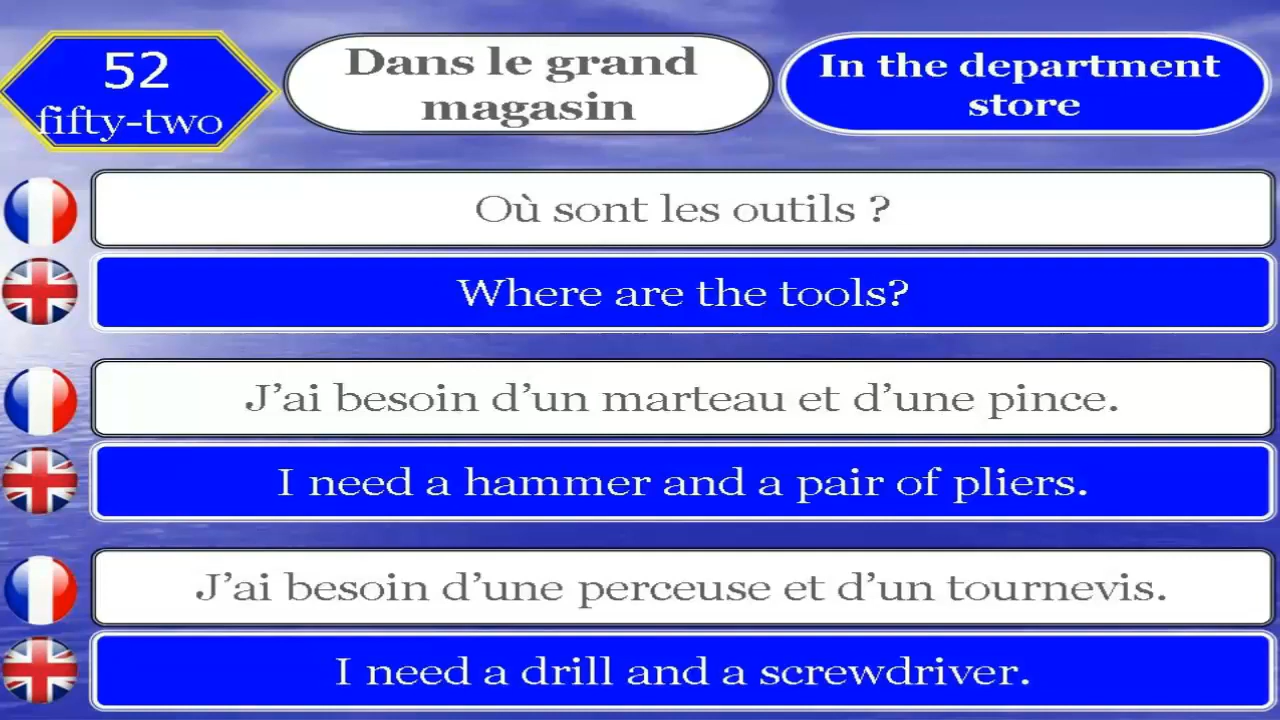 52
fifty-two
Dans le grand
magasin
In the department
store
Où sont les outils ?
Where are the tools?
J’ai besoin d’un marteau et d’une pince.
I need a hammer and a pair of pliers.
J’ai besoin d’une perceuse et d’un tournevis.
I need a drill and a screwdriver.